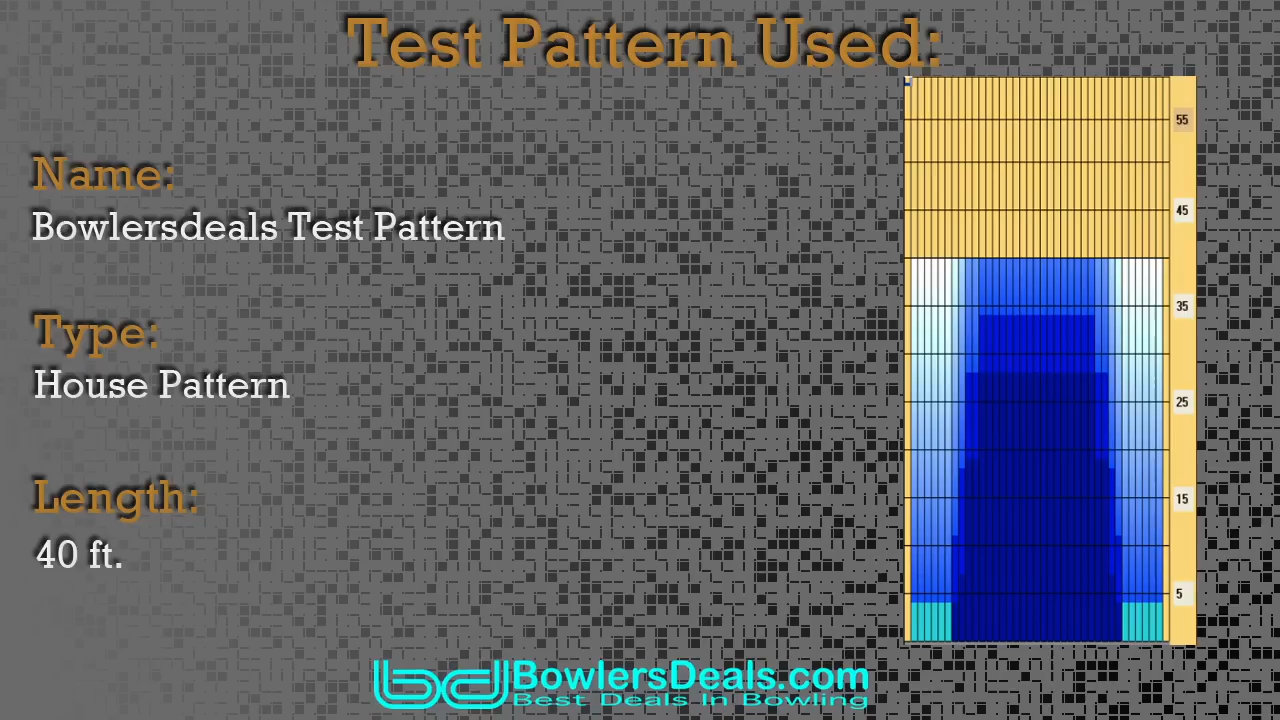 Test Pattern Used:
Name:
Bowlersdeals Test Pattern
Type:
House Pattern
Length:
40 ft.
55
45
35
25
15
5
bd BowlersDeals.com
Best Deals In Bowling